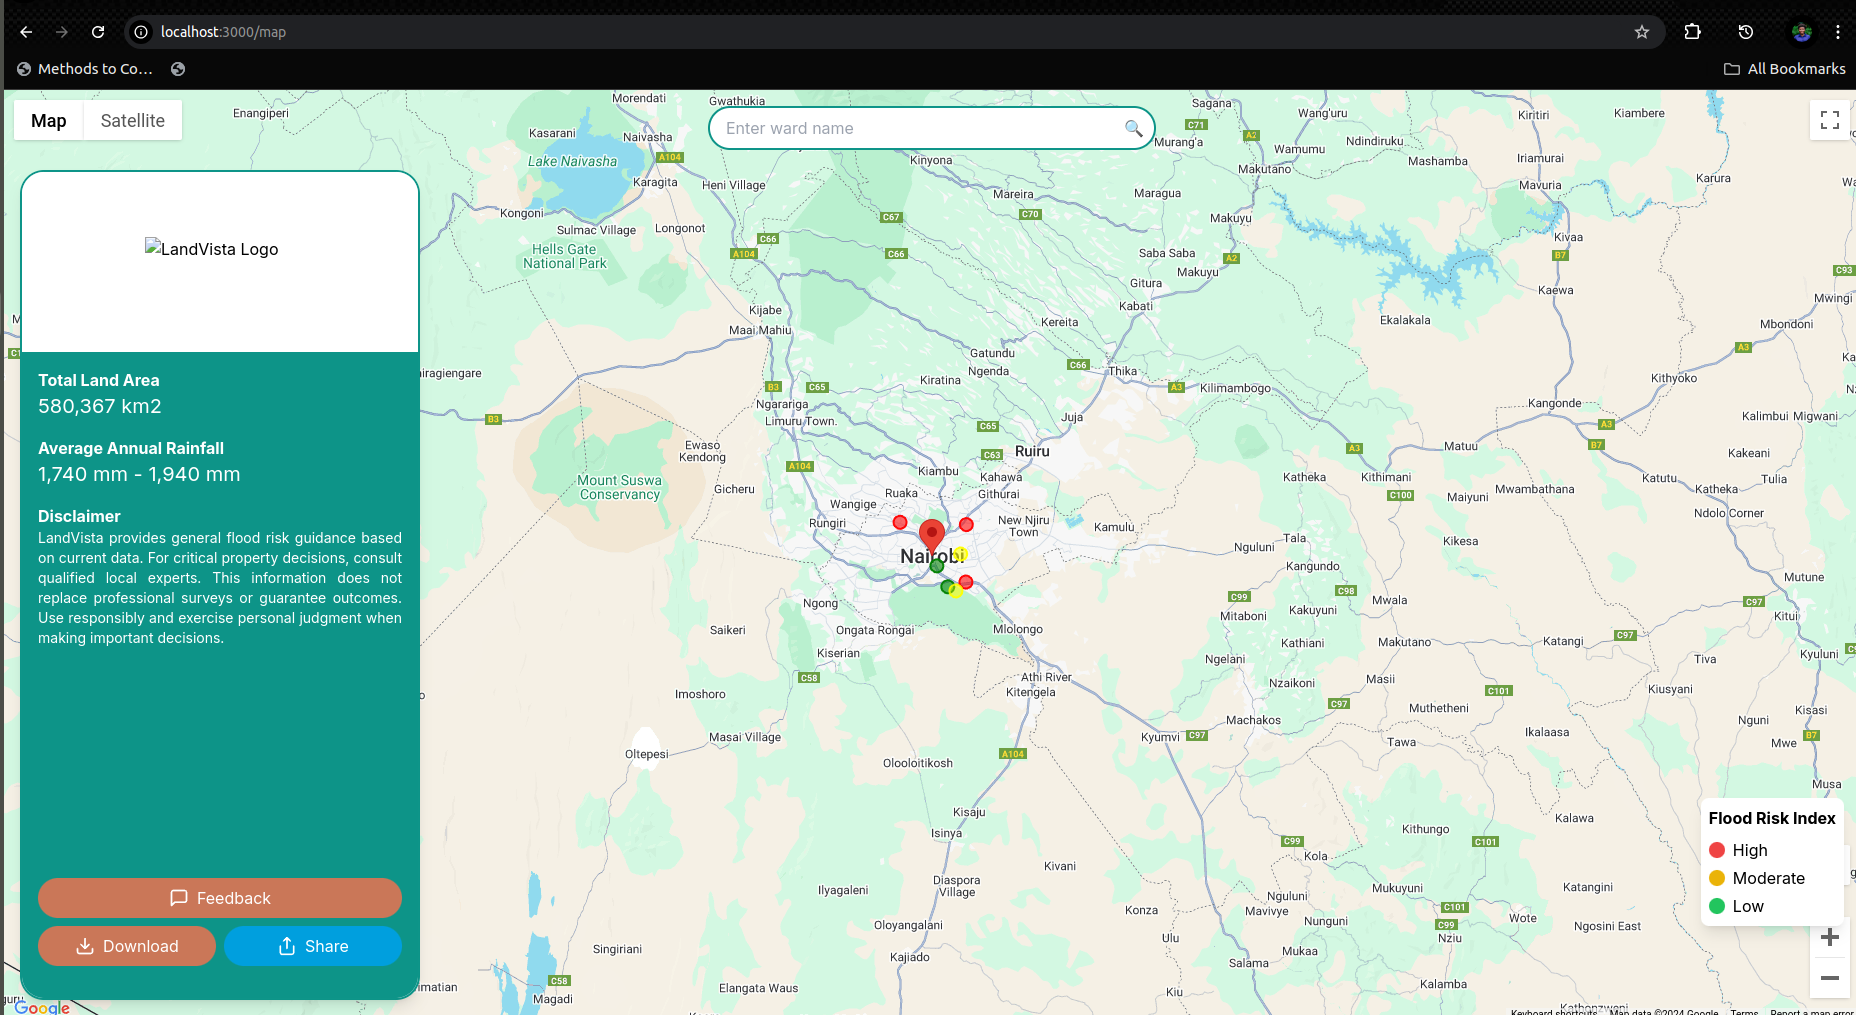 localhost:3000/map
Methods to Co...
All Bookmarks
Map
Satellite
Enter ward name
LandVista Logo
Total Land Area
580,367 km2
Average Annual Rainfall
1,740 mm - 1,940 mm
Disclaimer
LandVista provides general flood risk guidance based
on current data. For critical property decisions, consult
qualified local experts. This information does not
replace professional surveys or guarantee outcomes.
Use responsibly and exercise personal judgment when
making important decisions.
Feedback
Download
Share
Google
Enangiperi
Morendati
Gwathukia
Kasarani
Naivasha
Lake Naivasha
A104
Karagita
Heni Village
Kongoni
Sulmac Village
Longonot
Hells Gate
National Park
C66
A104
Kijabe
Maai Mahiu
Kinyona
Mareira
C67
C70
C66
Sagana
C71
A2
Murang'a
Wang'uru
Wamumu
Ndindiruku
Makutano
Mashamba
Maragua
Makuyu
Saba Saba
A2
Makuyu
Gitura
Kabati
Kereita
Kiritiri
Kiambere
Iriamurai
Mavuria
Karura
Kivaa
B7
C93
Kaewa
Mwingi
Ekalakala
Mbondoni
A3
Kithyoko
Gatundu
Ngenda
C66
Thika
Kiratina
A3
Kilimambogo
B3
C65
Ngarariga
Limuru Town.
Juja
C65
B3
Ewaso
Kendong
A104
C63
Ruiru
Kiambu
Kahawa
Mount Suswa
Conservancy
Gicheru
Ruaka
Githurai
Wangige
Rungiri
New Njiru
Town
Kamulu
Nairobi
Kangonde
A3
B7
Kalimbui
Migwani
A3
Matuu
Kakeani
Katheka
Kithimani
C100
Maiyuni
Mwambathana
Katutu
Katheka
Tulia
Ndolo Corner
Tala
Nguluni
Kangundo
Kikesa
Mutune
C99
C98
Mwala
C97
Mitaboni
Kakuyuni
Kitui
Kathiani
Makutano
Katangi
C97
Ngelani
Tiva
Kyuluni
Nzaikoni
Masii
C101
Kiusyani
C97
Muthetheni
Kisasi
Machakos
Nguni
Kyumvi
C97
Tawa
Ikalaasa
Mwe
B7
Musa
Ngong
Saikeri
Ongata Rongai
Mlolongo
Kiserian
C58
Athi River
Kitengela
Imoshoro
Masai Village
Oltepesi
A104
Olooloitikosh
Kisaju
Isinya
Kivani
Ilyagaleni
Diaspora
Village
Konza
Oloyangalani
Singiriani
Kajiado
C58
Magadi
Elangata Waus
Kiu
Ulu
C99
Kola
Kithungo
C101
Kalawa
Nguluni
Mavivye
Mukuyuni
Katangini
Nunguni
C101
C99
Wote
Ngosini East
Mukaa
Nziu
Salama
Kalamba
Flood Risk Index
High
Moderate
Low
Keyboard shortcuts
Map data ©2024 Google
Terms
Report a map error